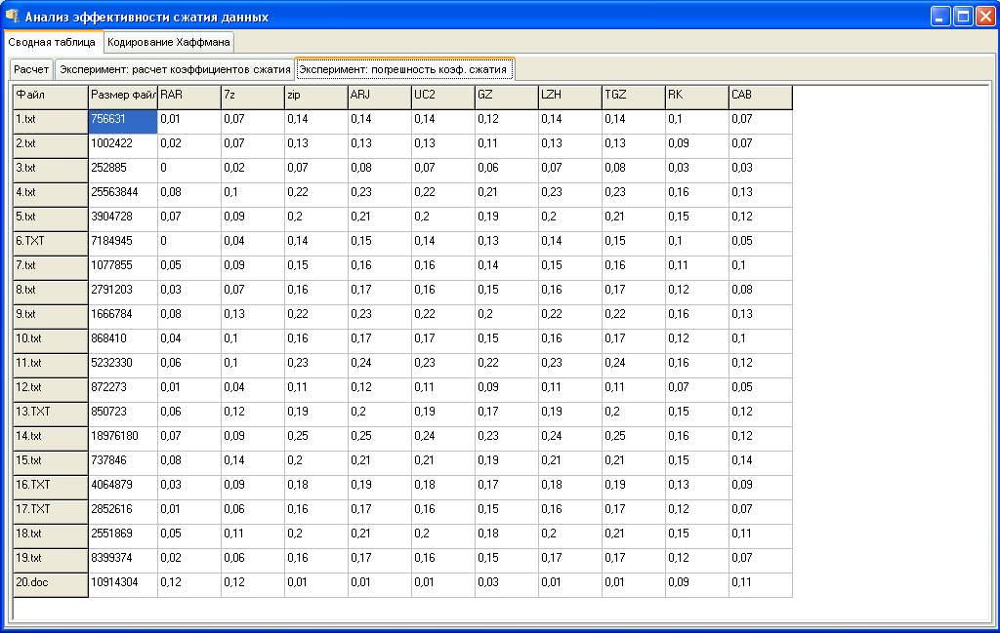 Анализ эффективности сжатия данных
Сводная таблица Кодирование Хаффмана
Расчет Эксперимент: расчет коэффициентов сжатия Эксперимент: погрешность коэф. сжатия
Файл Размер файл RAR 7z zip ARJ UC2 GZ LZH TGZ RK CAB
1.txt 756631 0,01 0,07 0,14 0,14 0,14 0,12 0,14 0,14 0,1 0,07
2.txt 1002422 0,02 0,07 0,13 0,13 0,13 0,11 0,13 0,13 0,09 0,07
3.txt 252885 0 0,02 0,07 0,08 0,07 0,06 0,07 0,08 0,03 0,03
4.txt 25563844 0,08 0,1 0,22 0,23 0,22 0,21 0,23 0,23 0,16 0,13
5.txt 3904728 0,07 0,09 0,2 0,21 0,2 0,19 0,2 0,21 0,15 0,12
6.TXT 7184945 0 0,04 0,14 0,15 0,14 0,13 0,14 0,15 0,1 0,05
7.txt 1077855 0,05 0,09 0,15 0,16 0,16 0,14 0,15 0,16 0,11 0,1
8.txt 2791203 0,03 0,07 0,16 0,17 0,16 0,15 0,16 0,17 0,12 0,08
9.txt 1666784 0,08 0,13 0,22 0,23 0,22 0,2 0,22 0,22 0,16 0,13
10.txt 868410 0,04 0,1 0,16 0,17 0,17 0,15 0,16 0,17 0,12 0,1
11.txt 5232330 0,06 0,1 0,23 0,24 0,23 0,22 0,23 0,24 0,16 0,12
12.txt 872273 0,01 0,04 0,11 0,12 0,11 0,09 0,11 0,11 0,07 0,05
13.TXT 850723 0,06 0,12 0,19 0,2 0,19 0,17 0,19 0,2 0,15 0,12
14.txt 18976180 0,07 0,09 0,25 0,25 0,24 0,23 0,24 0,25 0,16 0,12
15.txt 737846 0,08 0,14 0,2 0,21 0,21 0,19 0,21 0,21 0,15 0,14
16.TXT 4064879 0,03 0,09 0,18 0,19 0,18 0,17 0,18 0,19 0,13 0,09
17.TXT 2852616 0,01 0,06 0,16 0,17 0,16 0,15 0,16 0,17 0,12 0,07
18.txt 2551869 0,05 0,11 0,2 0,21 0,2 0,18 0,2 0,21 0,15 0,11
19.txt 8399374 0,02 0,06 0,16 0,17 0,16 0,15 0,17 0,17 0,12 0,07
20.doc 10914304 0,12 0,12 0,01 0,01 0,01 0,03 0,01 0,01 0,09 0,11